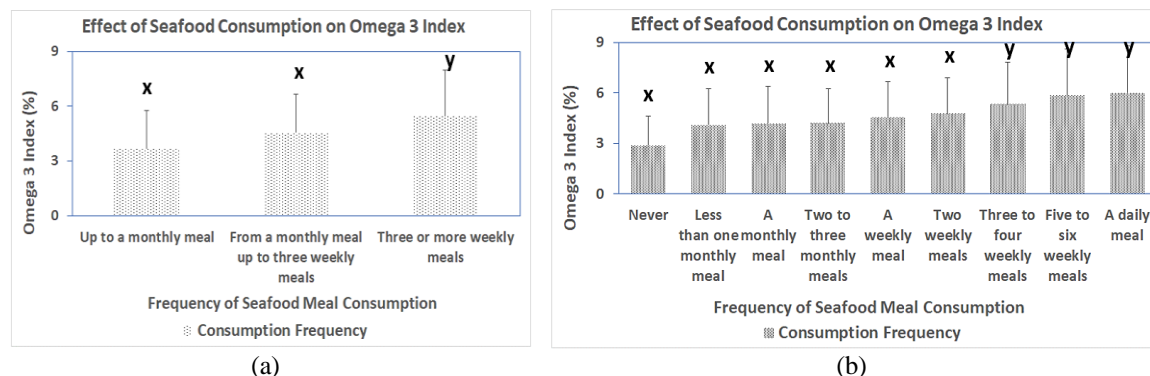 Effect of Seafood Consumption on Omega 3 Index
9
6
3
0
Omega 3 Index (%)
x
x
y
Up to a monthly meal
From a monthly meal
up to three weekly
meals
Three or more weekly
meals
Frequency of Seafood Meal Consumption
Consumption Frequency
(a)
Effect of Seafood Consumption on Omega 3 Index
9
6
3
0
Omega 3 Index (%)
x
x
x
x
x
x
y
y
y
Never
Less
than one
monthly
meal
A
monthly
meal
Two to
three
monthly
meals
A
weekly
meal
Two
weekly
meals
Three to
four
weekly
meals
Five to
six
weekly
meals
A daily
meal
Frequency of Seafood Meal Consumption
Consumption Frequency
(b)